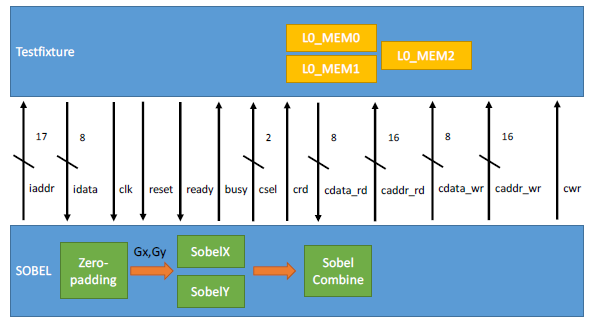 Testfixture
L0_MEM0
L0_MEM1
L0_MEM2
17
8
2
8
16
8
16
iaddr
idata
clk
reset
ready
busy
csel
crd
cdata_rd
caddr_rd
cdata_wr
caddr_wr
cwr
SOBEL
Zero-
padding
Gx,Gy
SobelX
SobelY
Sobel
Combine